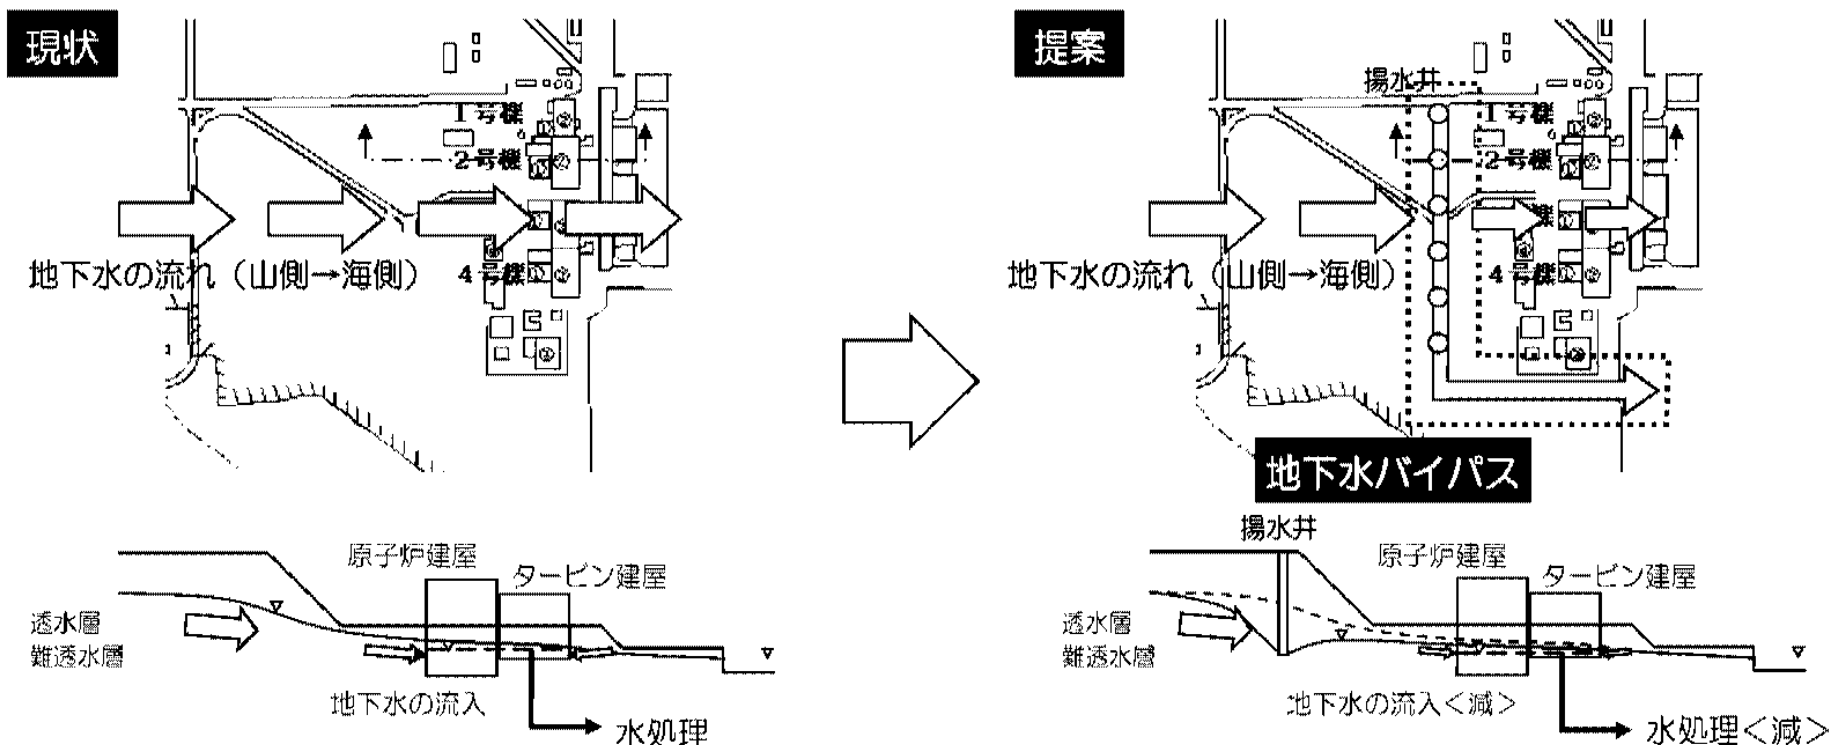 現状
1号機
2号機
地下水の流れ（山側→海側）
4号機
原子炉建屋
タービン建屋
透水層
難透水層
地下水の流入
水処理
提案
揚水井
1号機
2号機
機
地下水の流れ（山側→海側）
4号機
地下水バイパス
揚水井
原子炉建屋
タービン建屋
透水層
難透水層
地下水の流入＜減＞
水処理＜減＞